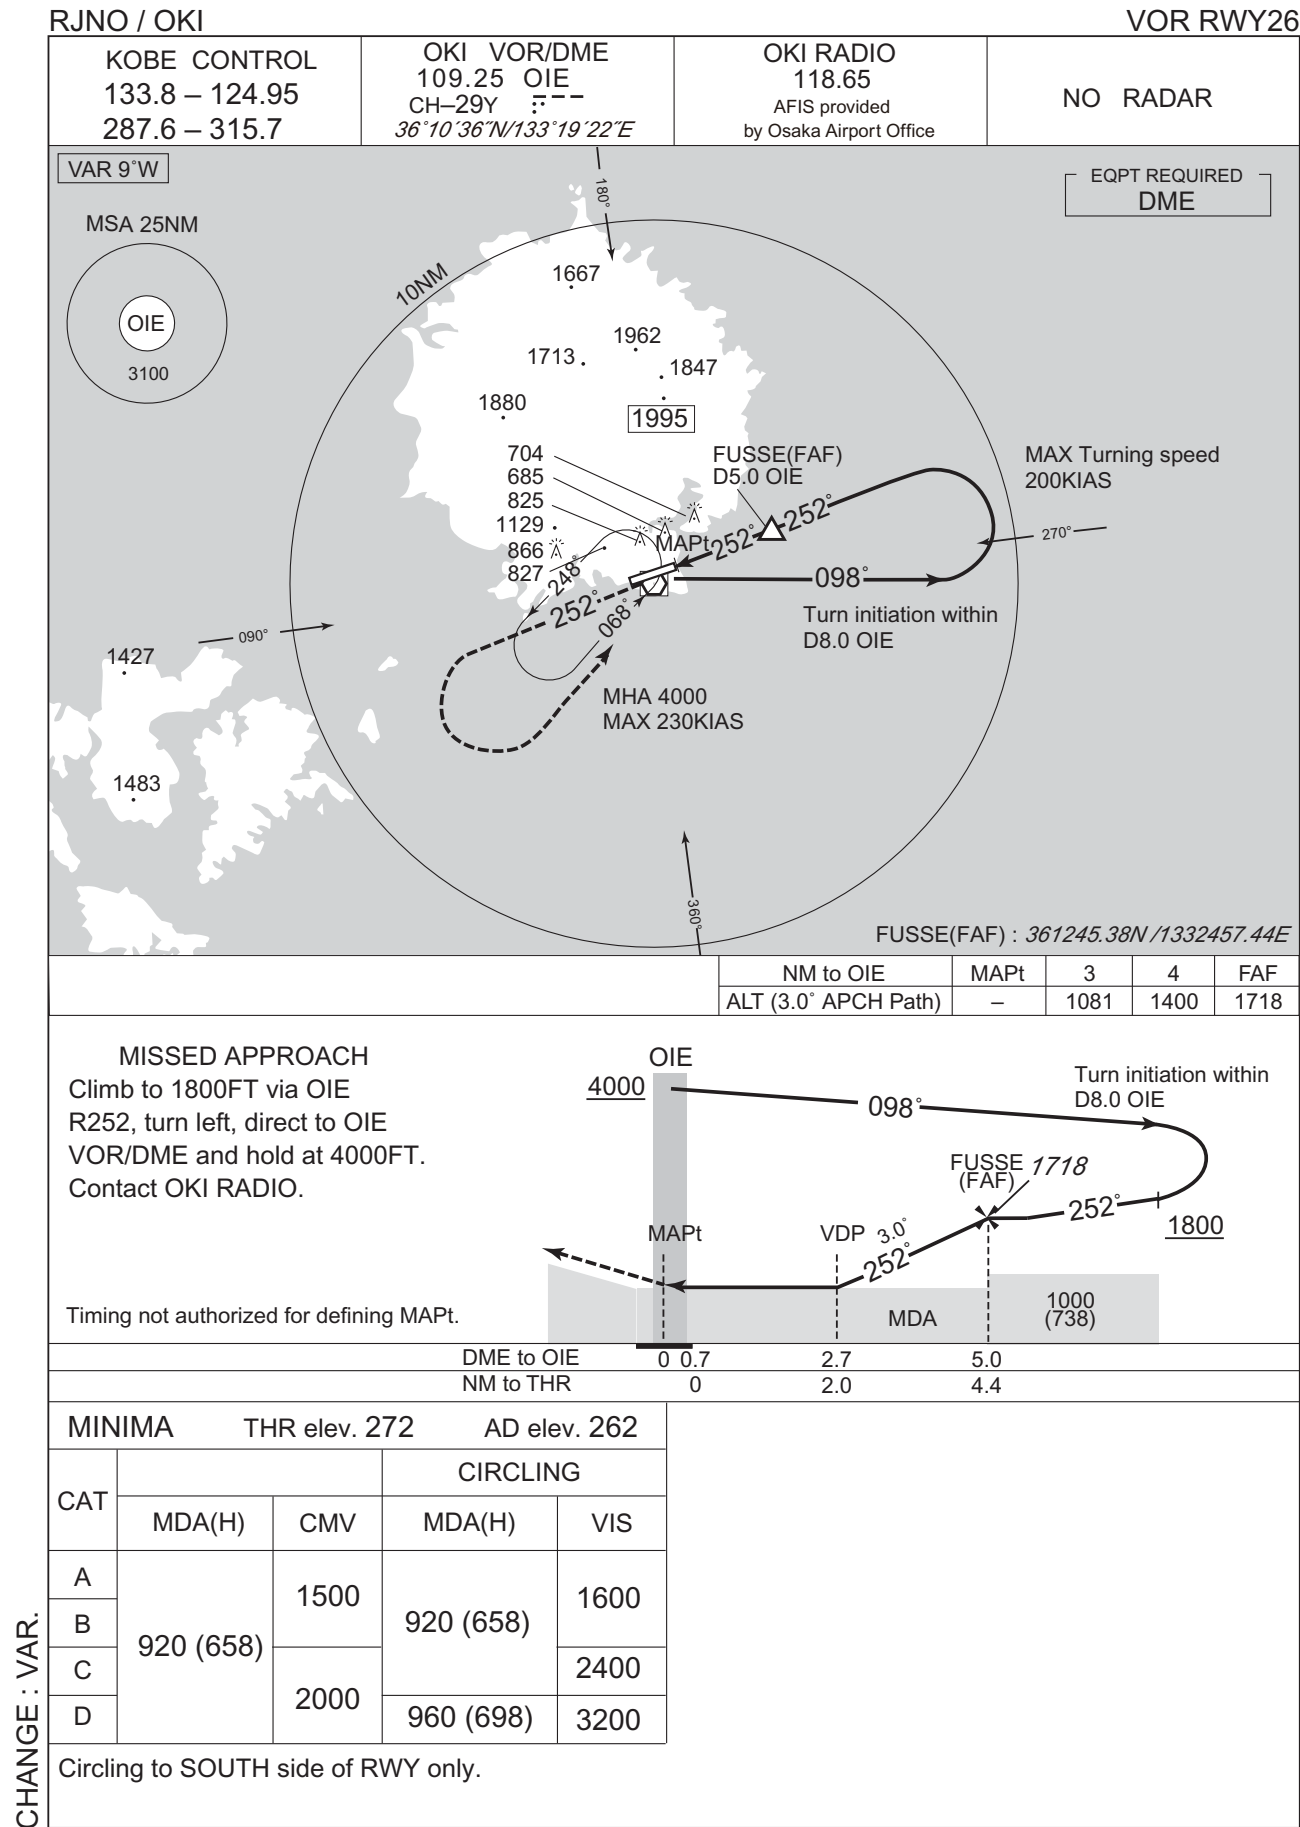 RJNO / OKI
VOR RWY26
KOBE CONTROL
133.8 – 124.95
287.6 – 315.7
OKI VOR/DME
109.25 OIE
CH–29Y
36°10´36˝N/133°19´22˝E
OKI RADIO
118.65
AFIS provided
by Osaka Airport Office
NO RADAR
VAR 9°W
EQPT REQUIRED
DME
MSA 25NM
OIE
3100
180°
10NM
1667
1962
1713
1847
1880
1995
704
685
825
1129
866
827
FUSSE(FAF)
D5.0 OIE
MAX Turning speed
200KIAS
252°
252°
MAPt
270°
098°
Turn initiation within
D8.0 OIE
248°
252°
068°
090°
1427
1483
MHA 4000
MAX 230KIAS
360°
FUSSE(FAF) : 361245.38N /1332457.44E
NM to OIE MAPt 3 4 FAF
ALT (3.0° APCH Path) – 1081 1400 1718
MISSED APPROACH
Climb to 1800FT via OIE
R252, turn left, direct to OIE
VOR/DME and hold at 4000FT.
Contact OKI RADIO.
Timing not authorized for defining MAPt.
OIE
4000
098°
Turn initiation within
D8.0 OIE
FUSSE
(FAF)
1718
252°
1800
MAPt
VDP
3.0°
252°
MDA
1000
(738)
DME to OIE 0 0.7 2.7 5.0
NM to THR 0 2.0 4.4
MINIMA THR elev. 272 AD elev. 262
CAT
CIRCLING
MDA(H) CMV MDA(H) VIS
A
B
C
D
920 (658)
1500
2000
920 (658)
960 (698)
1600
2400
3200
Circling to SOUTH side of RWY only.
CHANGE : VAR.